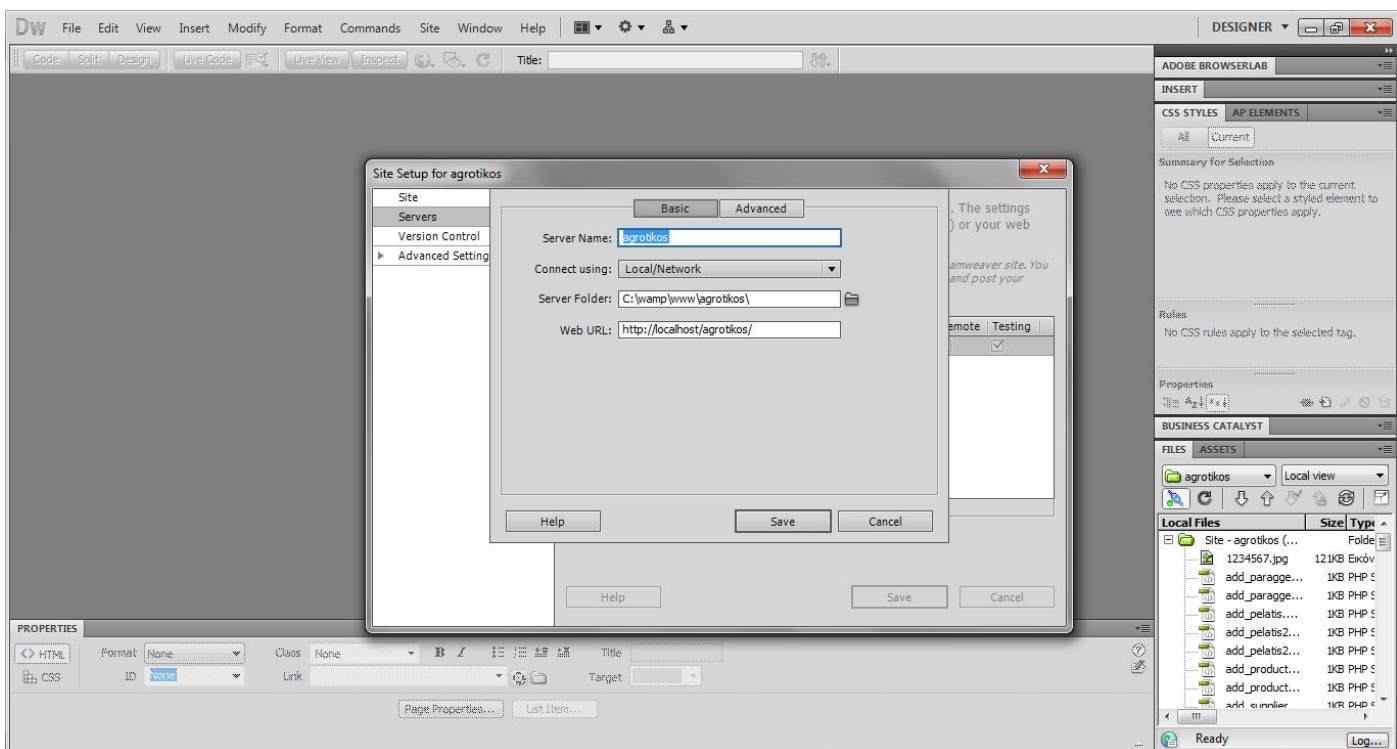 DW File Edit View Insert Modify Format Commands Site Window Help
DESIGNER
Code Split Design Live Code Live View Inspect Title:
ADOBE BROWSERLAB
INSERT
CSS STYLES AP ELEMENTS
All Current
Summary for Selection
No CSS properties apply to the current
selection. Please select a styled element to
see which CSS properties apply.
Rules
No CSS rules apply to the selected tag.
Properties
BUSINESS CATALYST
FILES ASSETS
agrotikos Local view
Local Files Size Type
Site - agrotikos (... Folde
1234567.jpg 121KB Εικόν
add_paragge... 1KB PHP S
add_paragge... 1KB PHP S
add_pelatis.... 1KB PHP S
add_pelatis2... 1KB PHP S
add_pelatis2... 1KB PHP S
add_product... 1KB PHP S
add_product... 1KB PHP S
add_supplier 1KB PHP S
Ready Log...
Site Setup for agrotikos
Site
Servers
Version Control
Advanced Setting
Basic Advanced
Server Name: agrotikos
Connect using: Local/Network
Server Folder: C:\wamp\www\agrotikos\
Web URL: http://localhost/agrotikos/
Help Save Cancel
. The settings
) or your web
amweaver site. You
and post your
emote Testing
Help Save Cancel
PROPERTIES
<> HTML Format None Class None B I Title
CSS ID None Link Target
Page Properties... List Item...